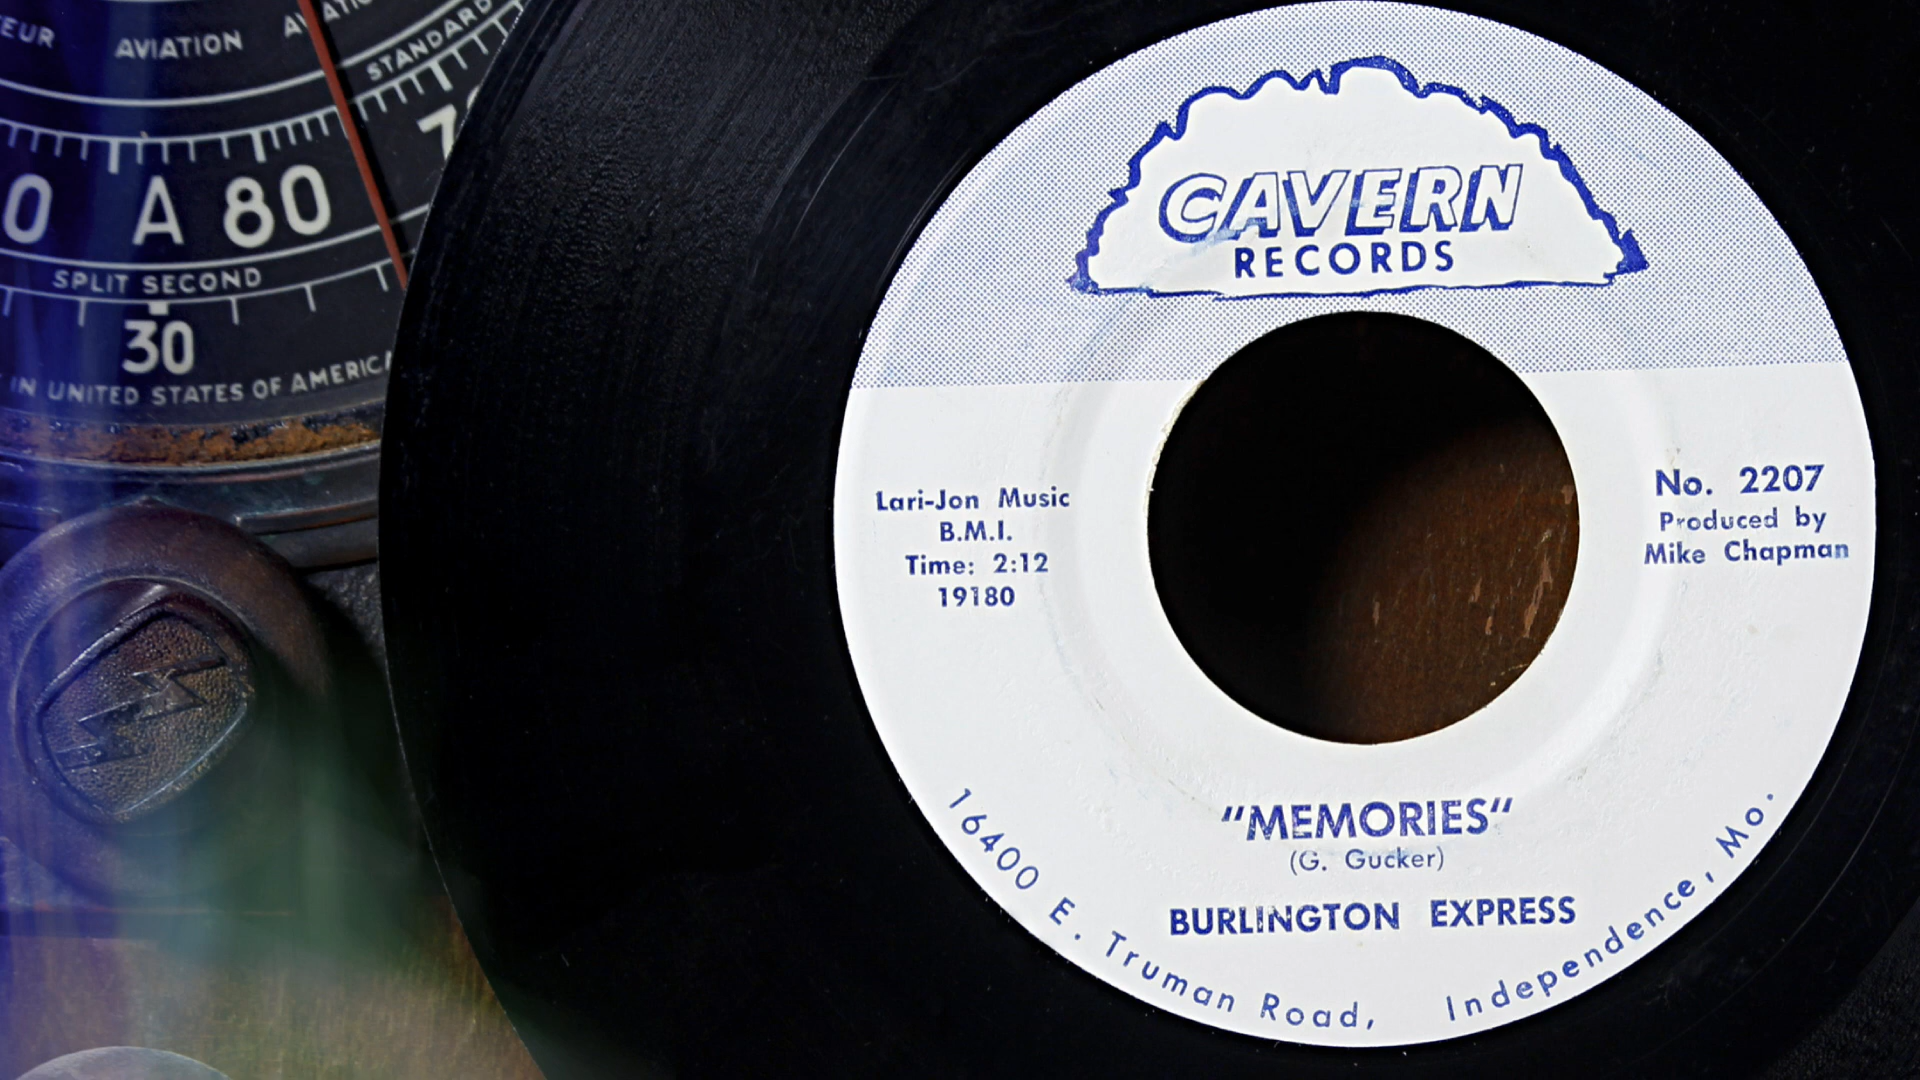 AVIATION
STANDARD
0 A 80
SPLIT SECOND
30
IN UNITED STATES OF AMERICA
CAVERN
RECORDS
Lari-Jon Music
B.M.I.
Time: 2:12
19180
No. 2207
Produced by
Mike Chapman
"MEMORIES"
(G. Gucker)
BURLINGTON EXPRESS
16400 E. Truman Road, Independence, Mo.